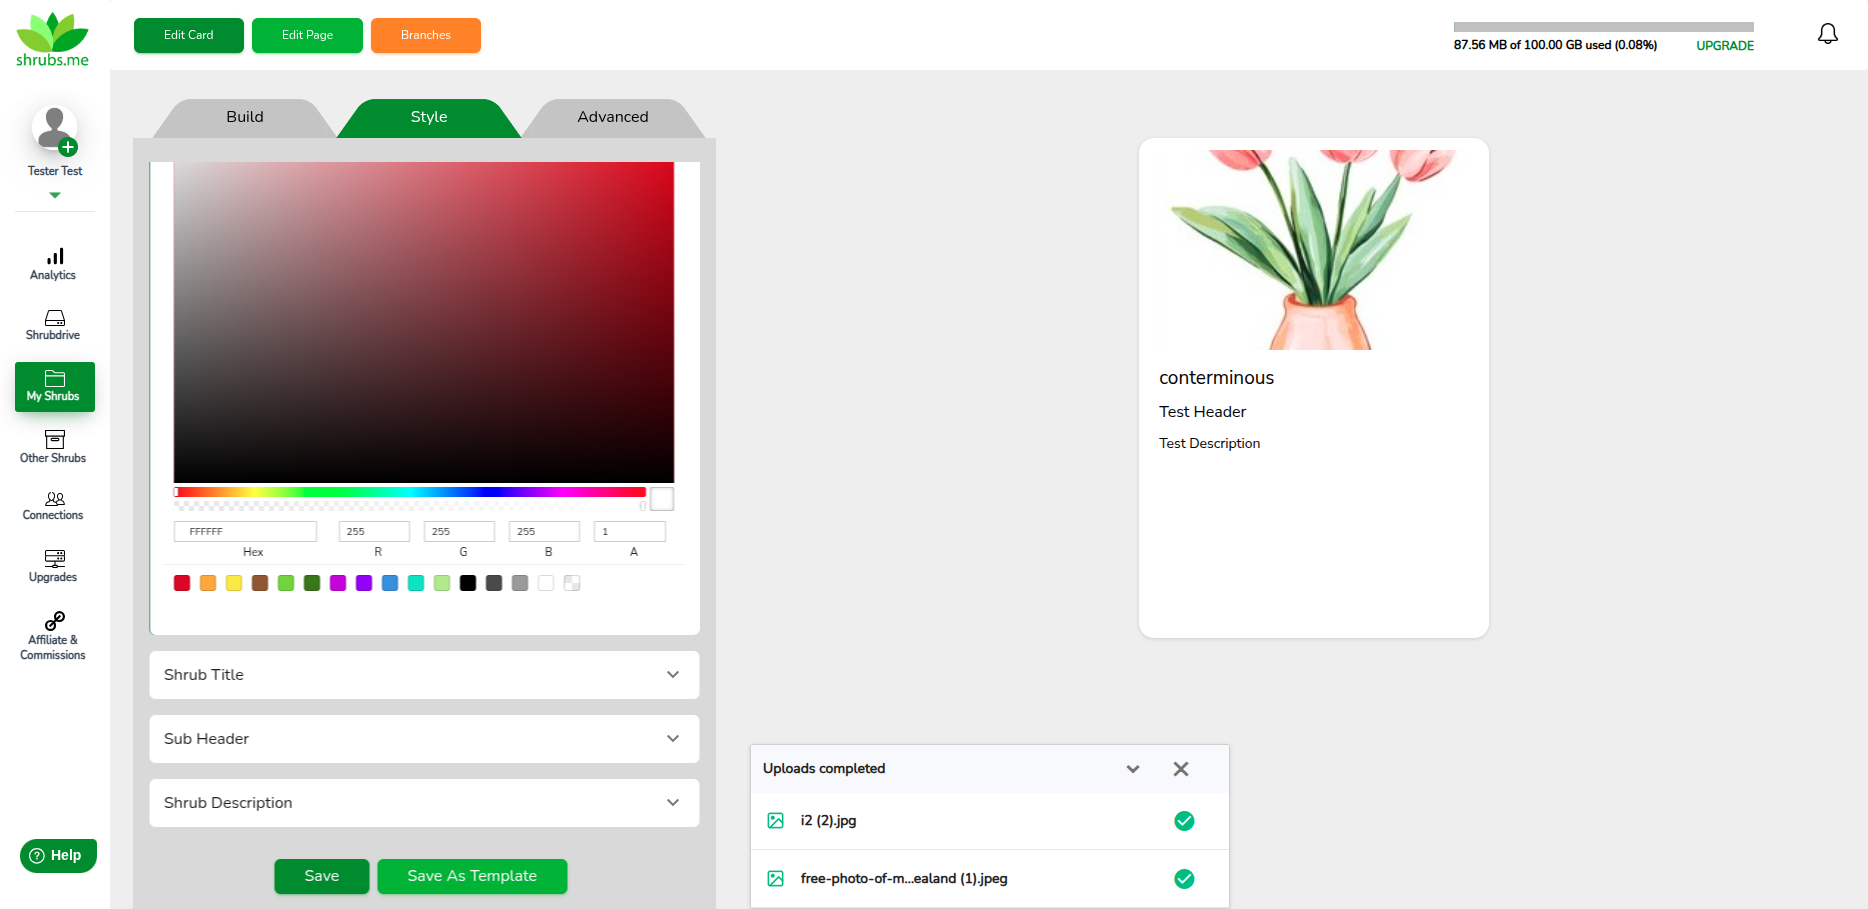 shrubs.me
Edit Card
Edit Page
Branches
87.56 MB of 100.00 GB used (0.08%)
UPGRADE
Tester Test
Analytics
Shrubdrive
My Shrubs
Other Shrubs
Connections
Upgrades
Affiliate &
Commissions
Help
Build
Style
Advanced
FFFFFF
255
255
255
1
Hex
R
G
B
A
Shrub Title
Sub Header
Shrub Description
Save
Save As Template
conterminous
Test Header
Test Description
Uploads completed
i2 (2).jpg
free-photo-of-m...ealand (1).jpeg